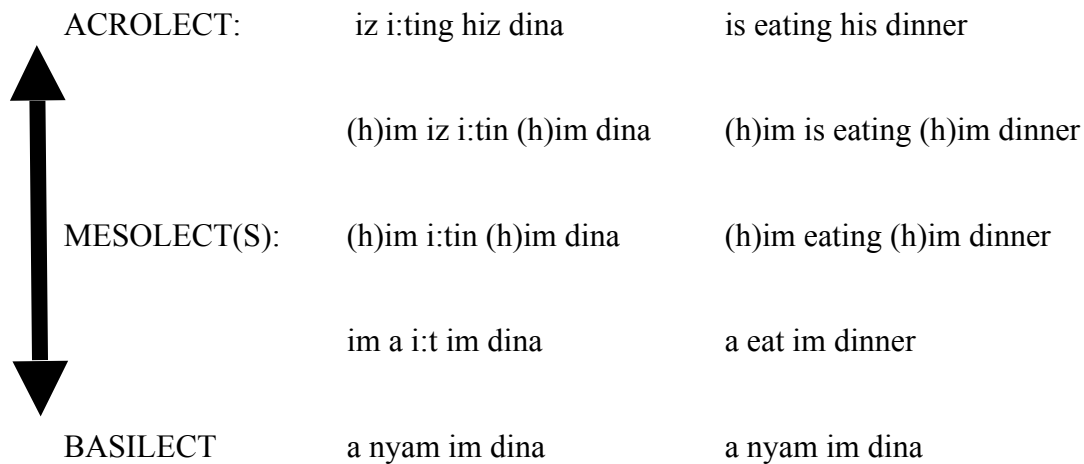 ACROLECT: iz i:ting hiz dina is eating his dinner
(h)im iz i:tin (h)im dina (h)im is eating (h)im dinner
MESOLECT(S): (h)im i:tin (h)im dina (h)im eating (h)im dinner
im a i:t im dina a eat im dinner
BASILECT a nyam im dina a nyam im dina